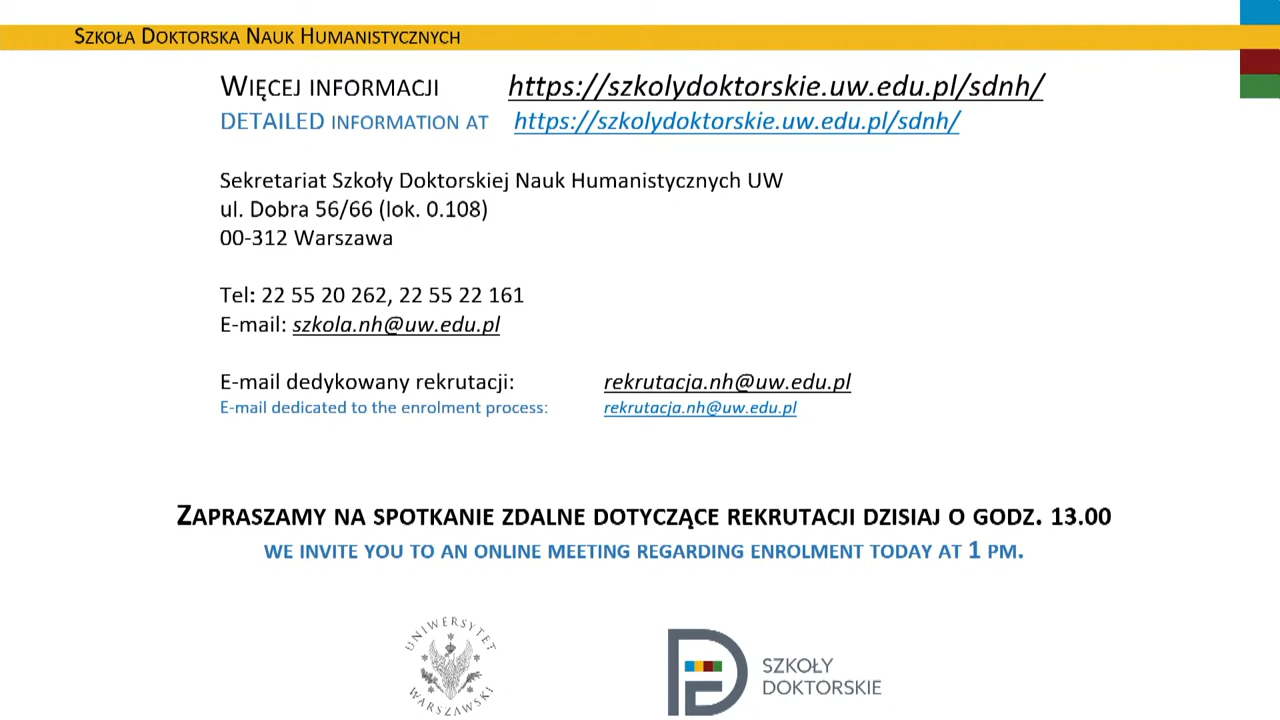 Szkoła Doktorska Nauk Humanistycznych
Więcej informacji https://szkolydoktorskie.uw.edu.pl/sdnh/
DETAILED information at https://szkolydoktorskie.uw.edu.pl/sdnh/
Sekretariat Szkoły Doktorskiej Nauk Humanistycznych UW
ul. Dobra 56/66 (lok. 0.108)
00-312 Warszawa
Tel: 22 55 20 262, 22 55 22 161
E-mail: szkola.nh@uw.edu.pl
E-mail dedykowany rekrutacji: rekrutacja.nh@uw.edu.pl
E-mail dedicated to the enrolment process: rekrutacja.nh@uw.edu.pl
Zapraszamy na spotkanie zdalne dotyczące rekrutacji dzisiaj o godz. 13.00
we invite you to an online meeting regarding enrolment today at 1 pm.
UNIWERSYTET
WARSZAWSKI
SZKOŁY
DOKTORSKIE